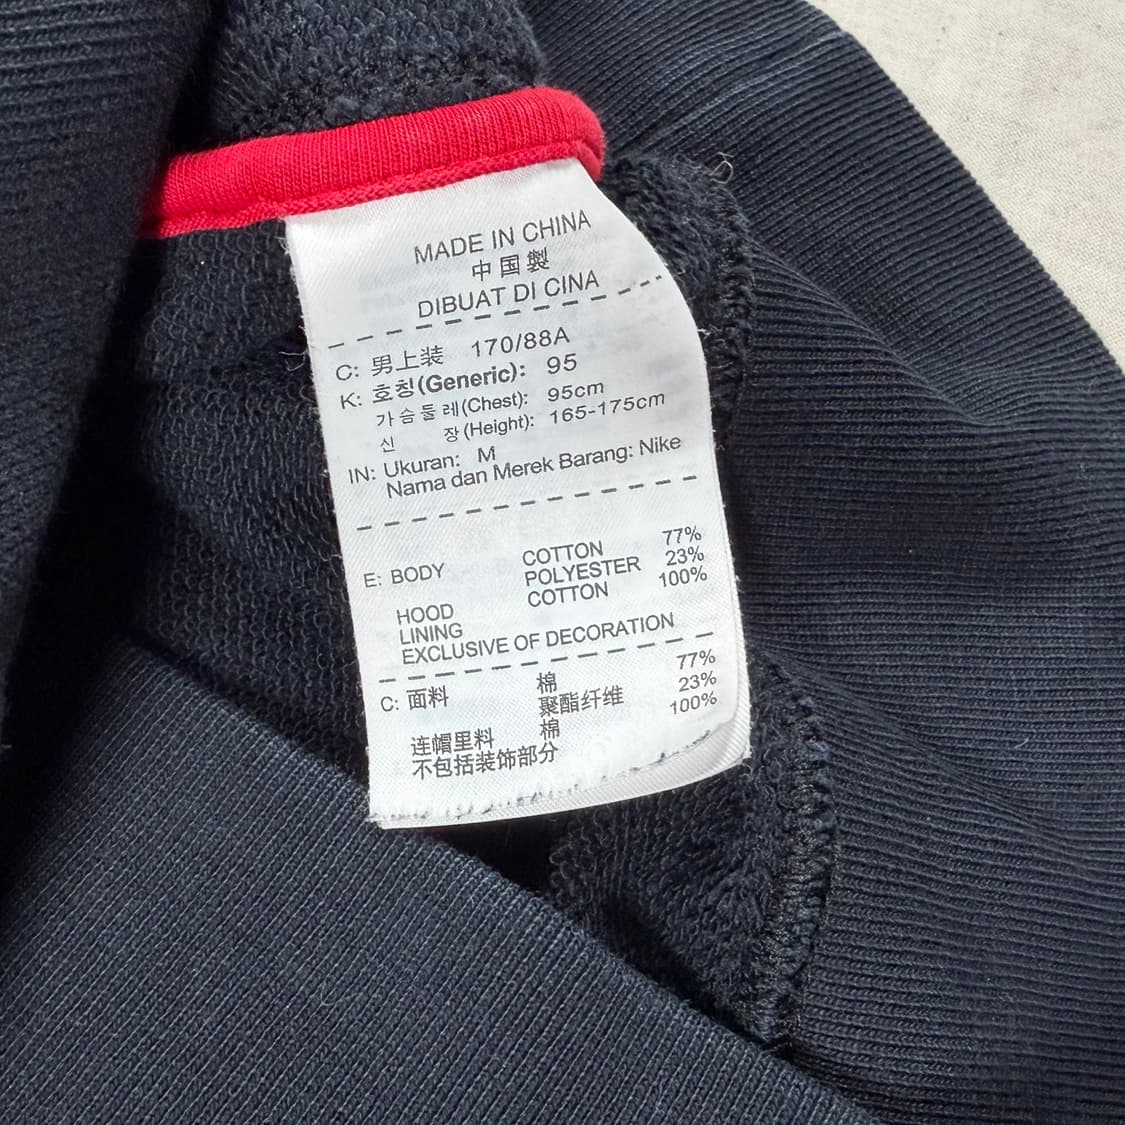 MADE IN CHINA
中国製
DIBUAT DI CINA
C: 男上装 170/88A
K: 호칭(Generic): 95
가슴둘레(Chest): 95cm
신 장(Height): 165-175cm
IN: Ukuran: M
Nama dan Merek Barang: Nike
E: BODY COTTON 77%
POLYESTER 23%
HOOD COTTON 100%
LINING
EXCLUSIVE OF DECORATION
C: 面料 棉 77%
聚酯纤维 23%
连帽里料 棉 100%
不包括装饰部分